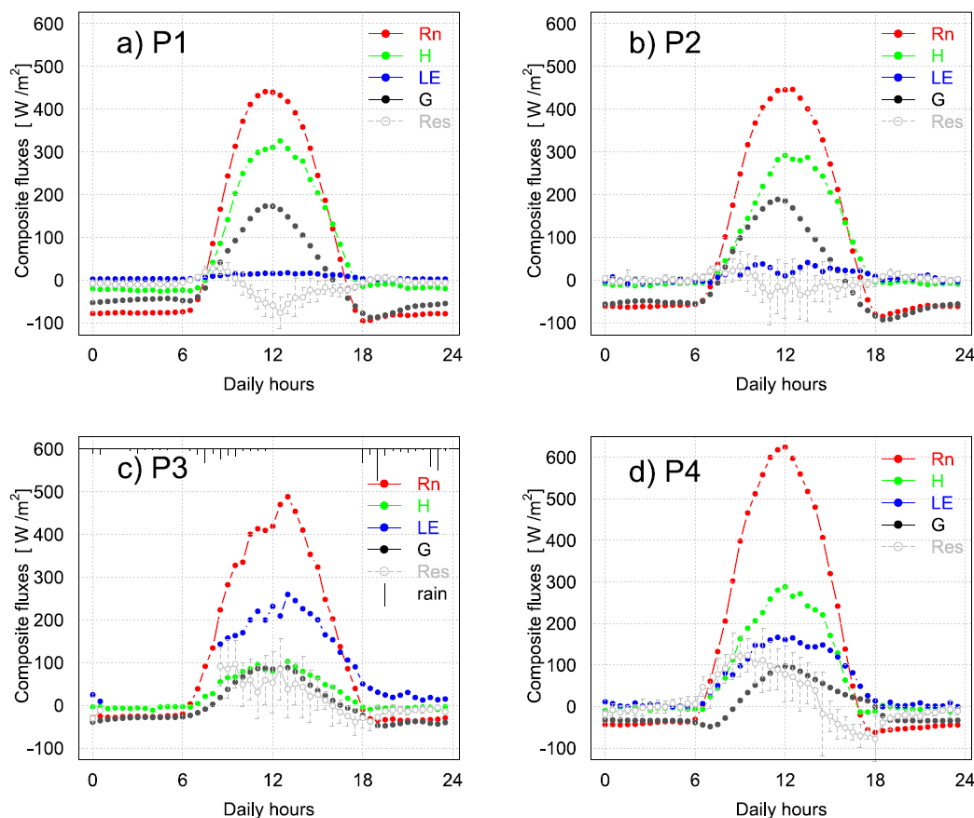 a) P1
Rn
H
LE
G
Res
Composite fluxes [ W /m²]
600
500
400
300
200
100
0
-100
0 6 12 18 24
Daily hours
b) P2
Rn
H
LE
G
Res
Composite fluxes [ W /m²]
600
500
400
300
200
100
0
-100
0 6 12 18 24
Daily hours
c) P3
Rn
H
LE
G
Res
rain
Composite fluxes [ W /m²]
600
500
400
300
200
100
0
-100
0 6 12 18 24
Daily hours
d) P4
Rn
H
LE
G
Res
Composite fluxes [ W /m²]
600
500
400
300
200
100
0
-100
0 6 12 18 24
Daily hours